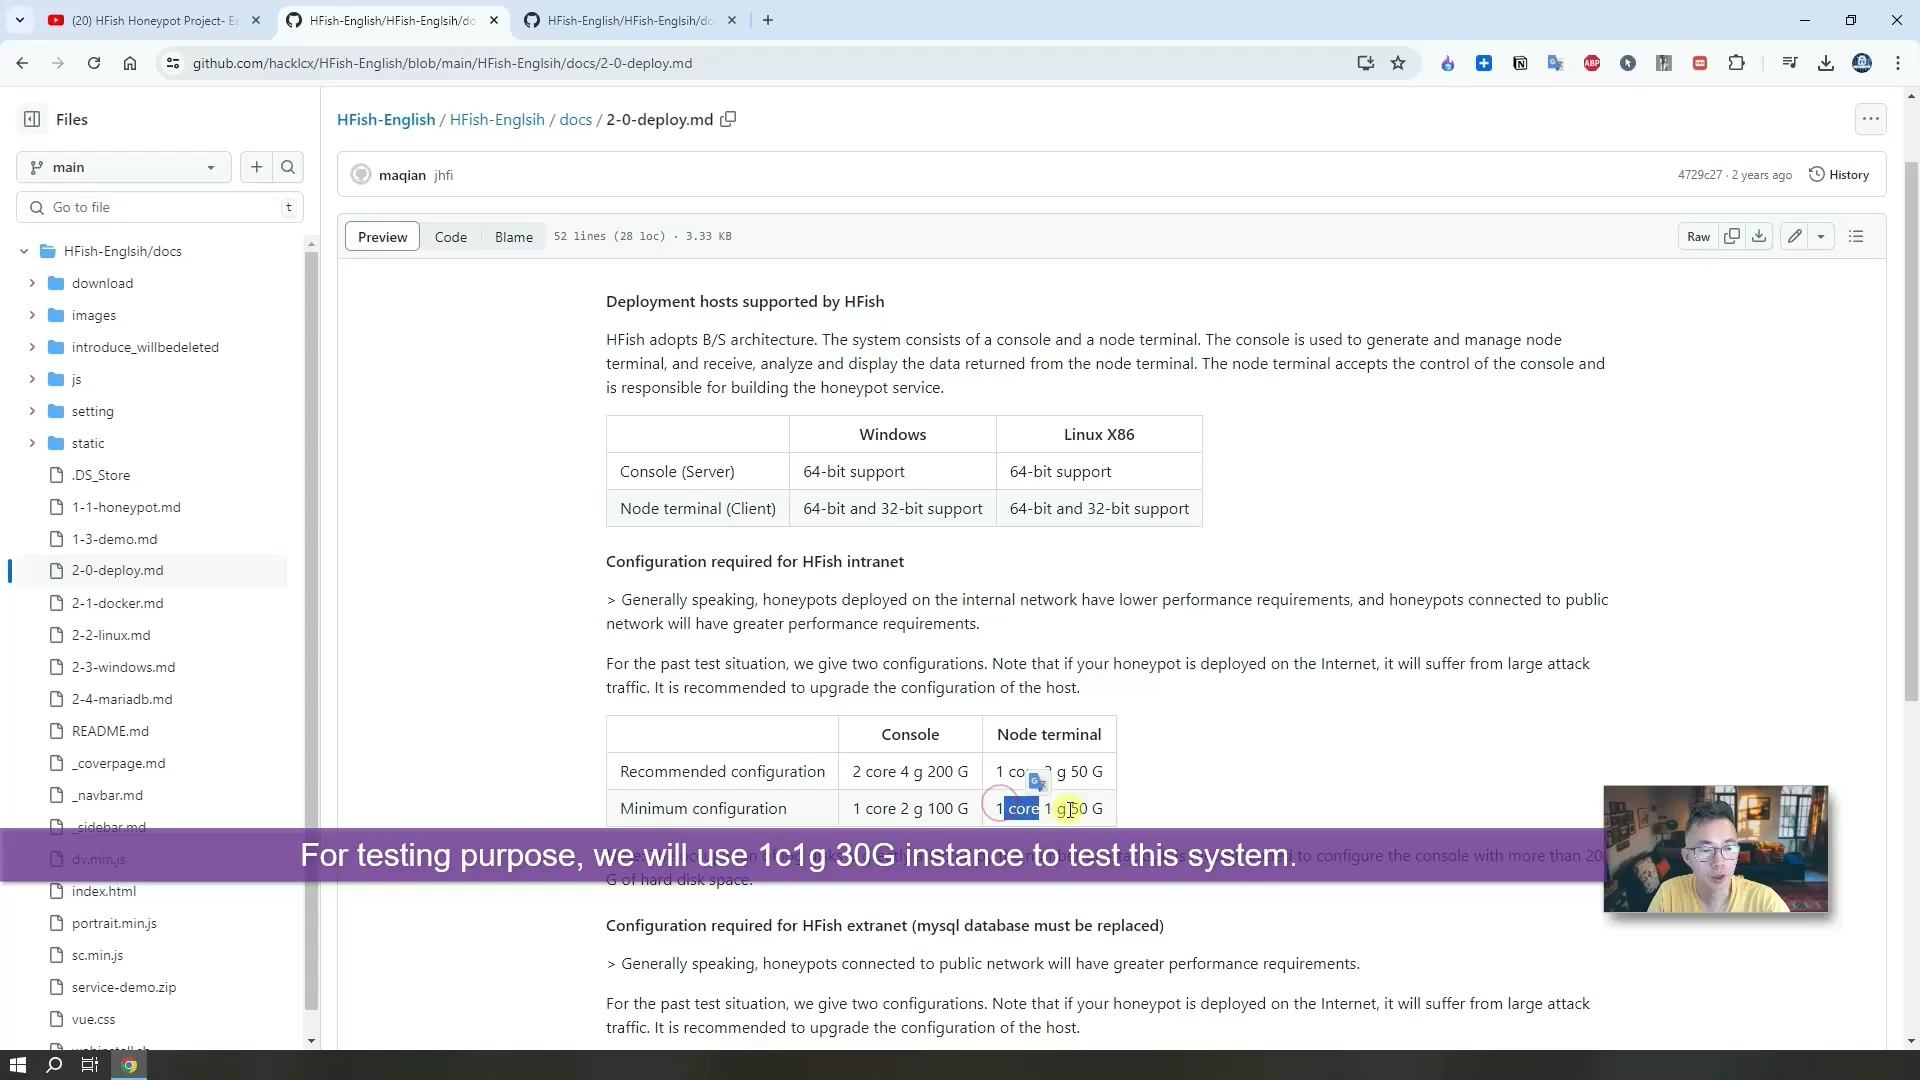 (20) HFish Honeypot Project- Ea
HFish-English/HFish-Englsih/do
HFish-English/HFish-Englsih/do
github.com/hacklcx/HFish-English/blob/main/HFish-Englsih/docs/2-0-deploy.md
Files
main
Go to file
t
HFish-Englsih/docs
download
images
introduce_willbedeleted
js
setting
static
.DS_Store
1-1-honeypot.md
1-3-demo.md
2-0-deploy.md
2-1-docker.md
2-2-linux.md
2-3-windows.md
2-4-mariadb.md
README.md
_coverpage.md
_navbar.md
_sidebar.md
dv.min.js
index.html
portrait.min.js
sc.min.js
service-demo.zip
vue.css
HFish-English / HFish-Englsih / docs / 2-0-deploy.md
maqian jhfi
4729c27 · 2 years ago
History
Preview
Code
Blame
52 lines (28 loc) · 3.33 KB
Raw
Deployment hosts supported by HFish
HFish adopts B/S architecture. The system consists of a console and a node terminal. The console is used to generate and manage node
terminal, and receive, analyze and display the data returned from the node terminal. The node terminal accepts the control of the console and
is responsible for building the honeypot service.
Windows Linux X86
Console (Server) 64-bit support 64-bit support
Node terminal (Client) 64-bit and 32-bit support 64-bit and 32-bit support
Configuration required for HFish intranet
> Generally speaking, honeypots deployed on the internal network have lower performance requirements, and honeypots connected to public
network will have greater performance requirements.
For the past test situation, we give two configurations. Note that if your honeypot is deployed on the Internet, it will suffer from large attack
traffic. It is recommended to upgrade the configuration of the host.
Console Node terminal
Recommended configuration 2 core 4 g 200 G 1 g 50 G
Minimum configuration 1 core 2 g 100 G 1 core 1 g 50 G
For testing purpose, we will use 1c1g 30G instance to test this system.
to configure the console with more than 20
G of hard disk space.
Configuration required for HFish extranet (mysql database must be replaced)
> Generally speaking, honeypots connected to public network will have greater performance requirements.
For the past test situation, we give two configurations. Note that if your honeypot is deployed on the Internet, it will suffer from large attack
traffic. It is recommended to upgrade the configuration of the host.
ABP